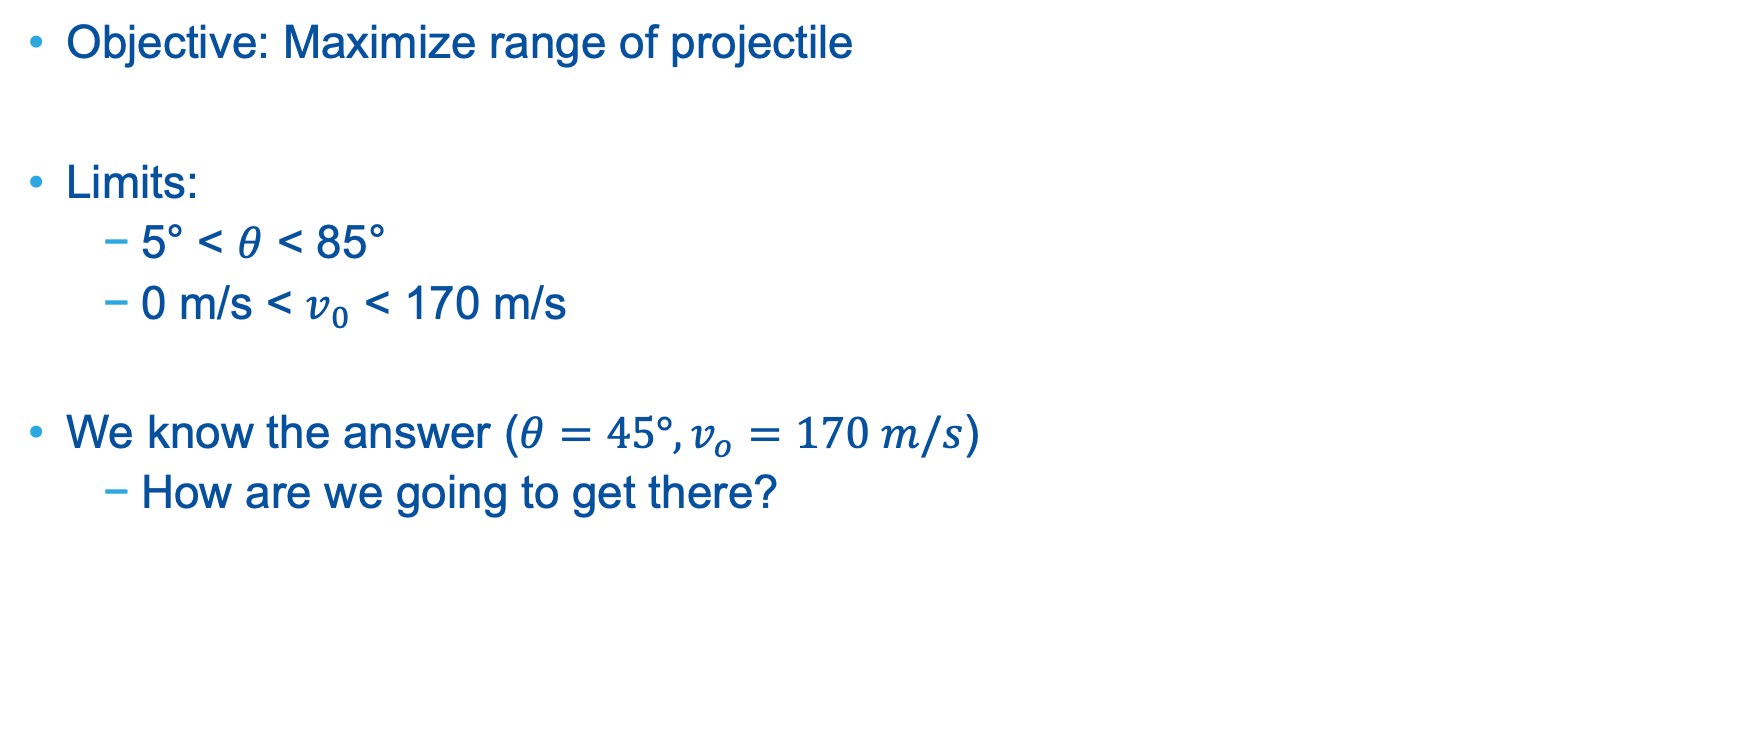 • Objective: Maximize range of projectile
• Limits:
– 5° < θ < 85°
– 0 m/s < v₀ < 170 m/s
• We know the answer (θ = 45°, vₒ = 170 m/s)
– How are we going to get there?